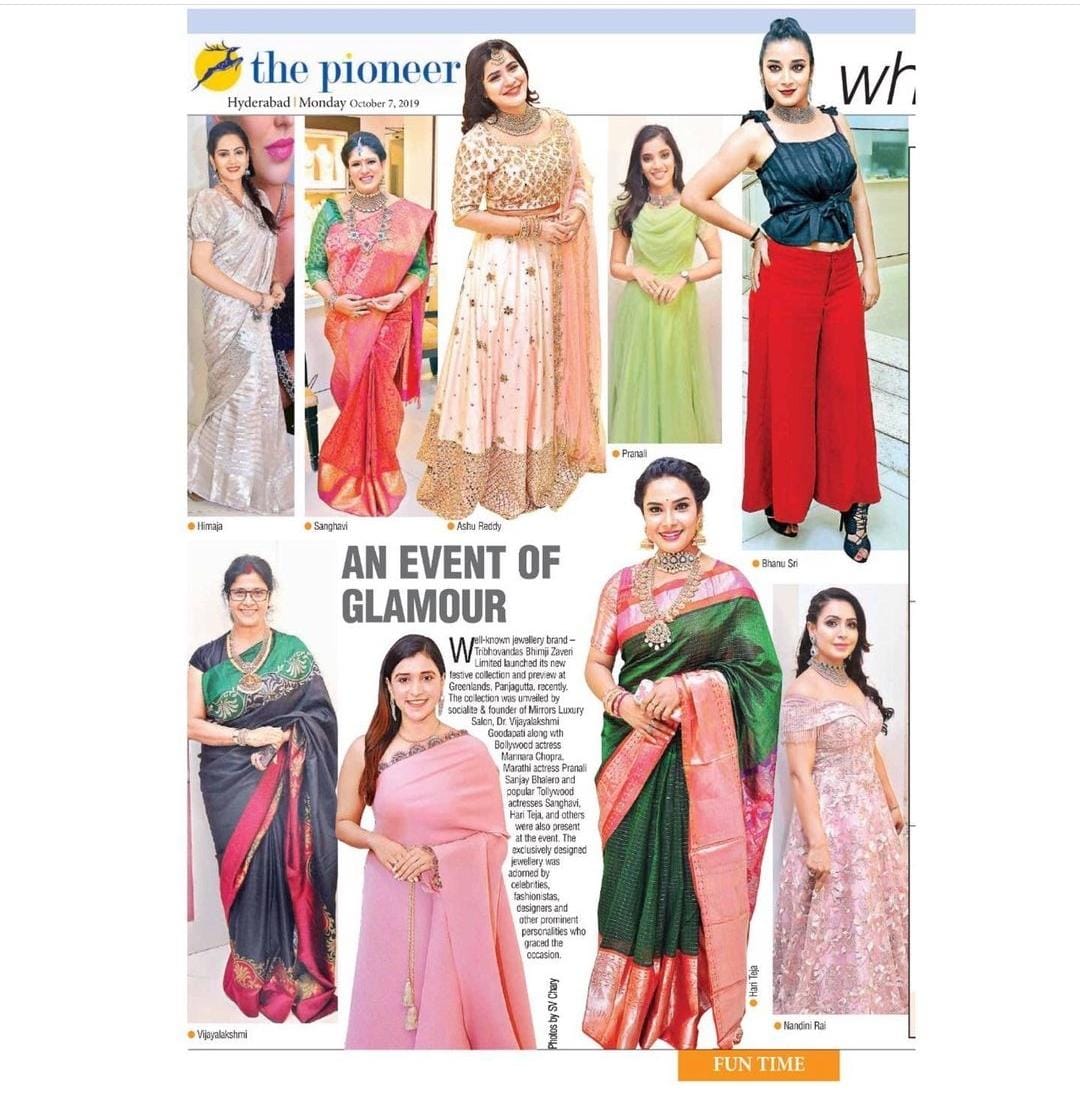 the pioneer
Hyderabad | Monday October 7, 2019
wh
Himaja
Sanghavi
Ashu Reddy
Pranali
Bhanu Sri
AN EVENT OF
GLAMOUR
Well-known jewellery brand –
Tribhovandas Bhimji Zaveri
Limited launched its new
festive collection and preview at
Greenlands, Panjagutta, recently.
The collection was unveiled by
socialite & founder of Mirrors Luxury
Salon, Dr. Vijayalakshmi
Goodapati along wth
Bollywood actress
Mannara Chopra.
Marathi actress Pranali
Sanjay Bhalero and
popular Tollywood
actresses Sanghavi,
Hari Teja, and others
were also present
at the event. The
exclusively designed
jewellery was
adorned by
celebrities,
fashionistas,
designers and
other prominent
personalities who
graced the
occasion.
Photos by SV Chary
Vijayalakshmi
Hari Teja
Nandini Rai
FUN TIME